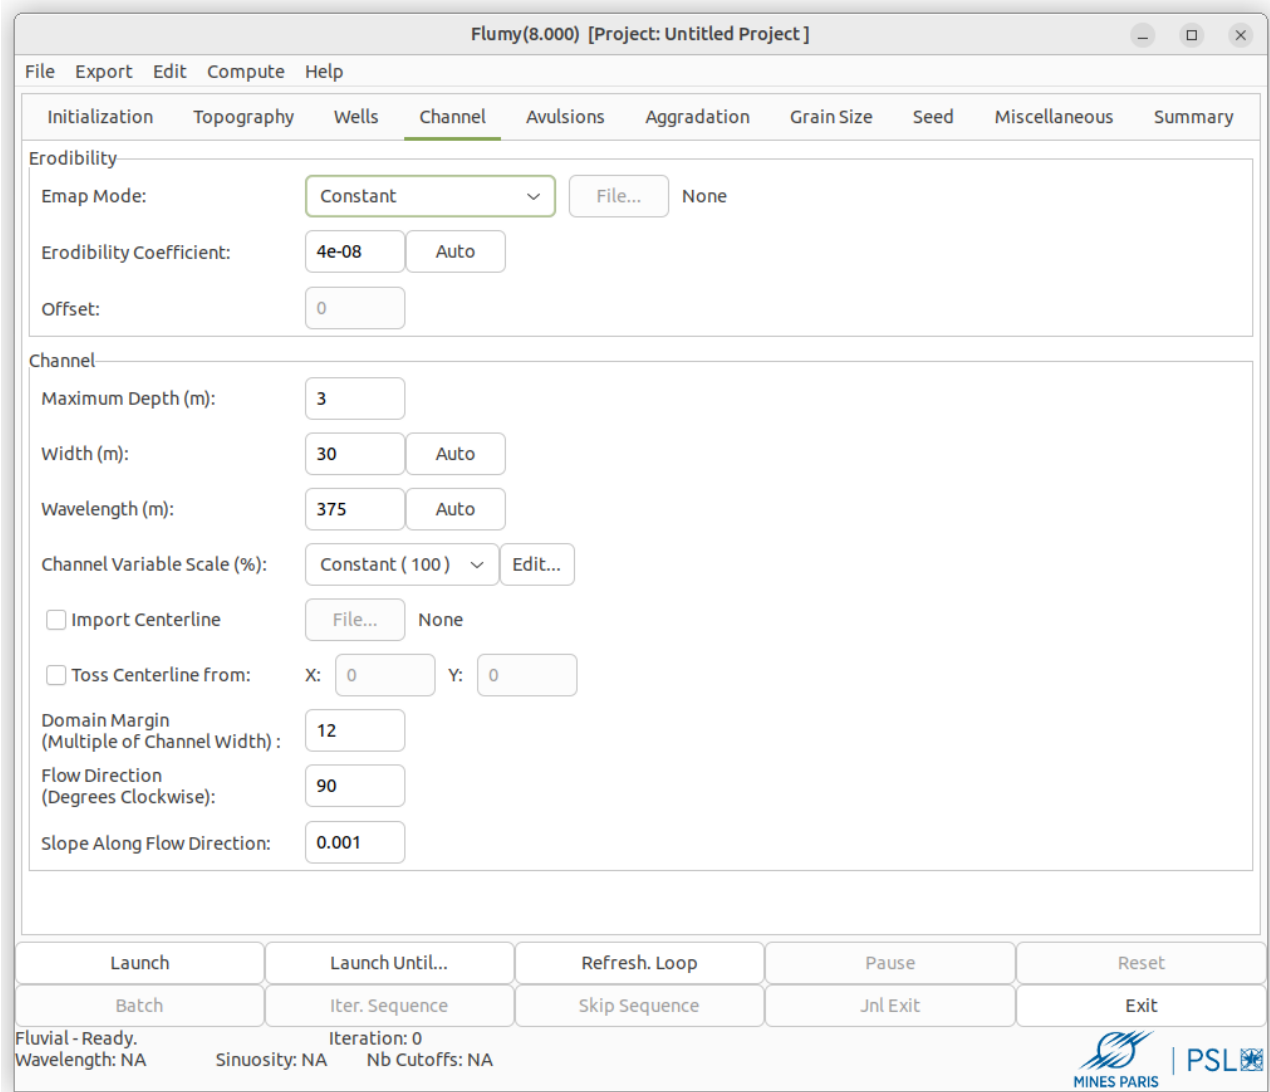 Flumy(8.000) [Project: Untitled Project ]
File Export Edit Compute Help
Initialization Topography Wells Channel Avulsions Aggradation Grain Size Seed Miscellaneous Summary
Erodibility
Emap Mode: Constant File... None
Erodibility Coefficient: 4e-08 Auto
Offset: 0
Channel
Maximum Depth (m): 3
Width (m): 30 Auto
Wavelength (m): 375 Auto
Channel Variable Scale (%): Constant ( 100 ) Edit...
Import Centerline File... None
Toss Centerline from: X: 0 Y: 0
Domain Margin
(Multiple of Channel Width) : 12
Flow Direction
(Degrees Clockwise): 90
Slope Along Flow Direction: 0.001
Launch Launch Until... Refresh. Loop Pause Reset
Batch Iter. Sequence Skip Sequence Jnl Exit Exit
Fluvial - Ready. Iteration: 0
Wavelength: NA Sinuosity: NA Nb Cutoffs: NA
MINES PARIS | PSL